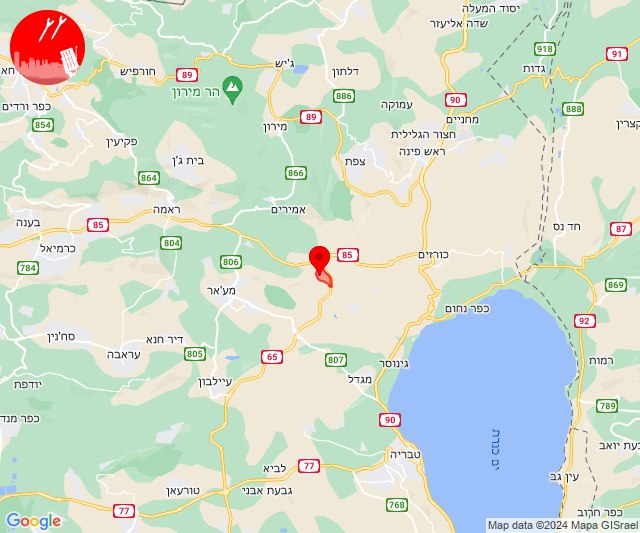 יסוד המעלה
שדה אליעזר
918
91
גדות
ג'יש
חורפיש
89
דלתון
886
הר מירון
עמוקה
90
מחניים
888
קצרין
כפר ורדים
854
מירון
89
חצור הגלילית
ראש פינה
פקיעין
בית ג'ן
צפת
864
866
ראמה
אמירים
85
בענה
כרמיאל
804
חד נס
87
784
806
85
כורזים
869
מע'אר
כפר נחום
92
סח'נין
דיר חנא
עראבה
805
65
807
גינוסר
רמות
יודפת
עיילבון
מגדל
789
כפר מנדא
90
ים כנרת
גבעת יואב
טבריה
77
לביא
עין גב
טורעאן
גבעת אבני
77
768
כפר חרוב
Google
Map data ©2024 Mapa GISrael